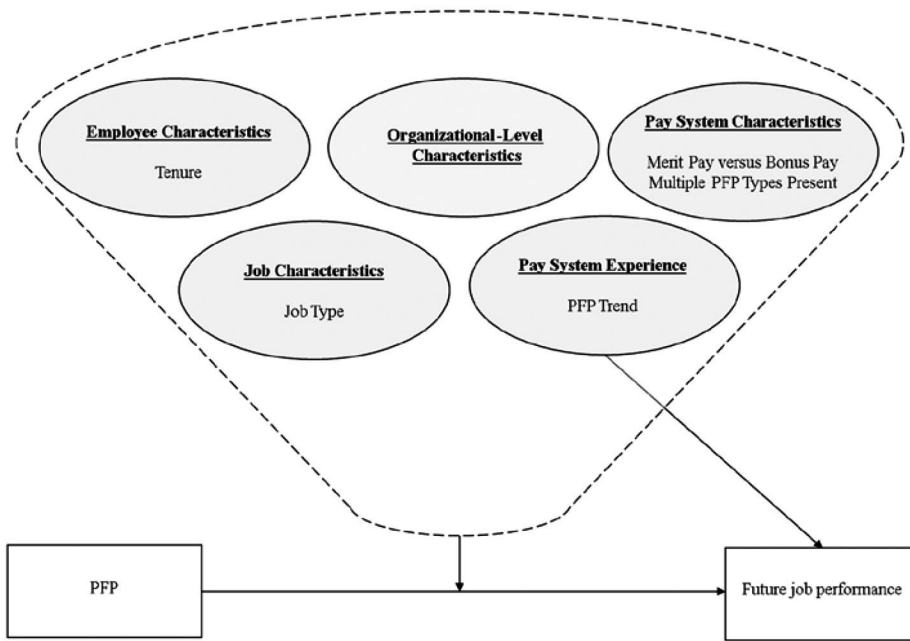 Employee Characteristics
Tenure
Organizational-Level
Characteristics
Pay System Characteristics
Merit Pay versus Bonus Pay
Multiple PFP Types Present
Job Characteristics
Job Type
Pay System Experience
PFP Trend
PFP
Future job performance